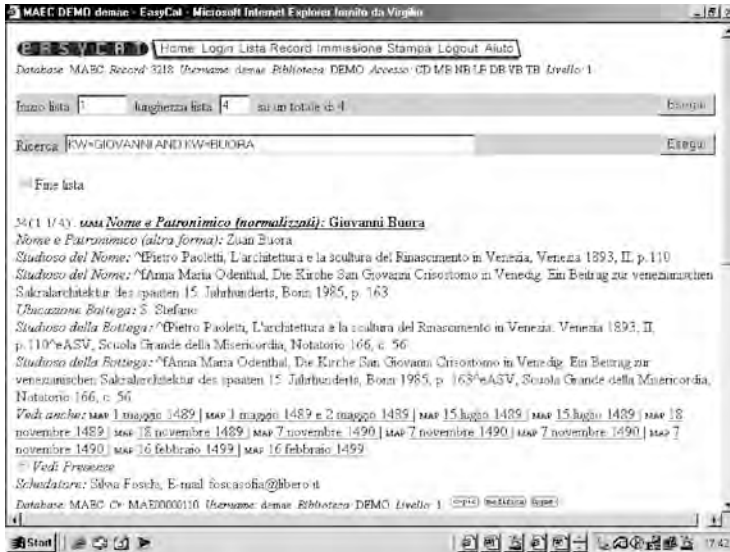 MAEC DEMO demae - EasyCat - Microsoft Internet Explorer fornito da Virgilio
EASYCAT Home Login Lista Record Immissione Stampa Logout Aiuto
Database MAEC Record 3218 Username demae Biblioteca DEMO Accesso CD MB NB LF DB VB TB Livello 1
Inizio lista 1 lunghezza lista 4 su un totale di 4 Esegui
Ricerca KW=GIOVANNI AND KW=BUORA Esegui
Fine lista
(1 1/4). Nome e Patronimico (normalizzati): Giovanni Buora
Nome e Patronimico (altra forma): Zuan Buora
Studioso del Nome: ^fPietro Paoletti, L'architettura e la scultura del Rinascimento in Venezia, Venezia 1893, II, p.110
Studioso del Nome: ^fAnna Maria Odenthal, Die Kirche San Giovanni Crisostomo in Venedig. Ein Beitrag zur venezianischen
Sakralarchitektur des spaeten 15. Jahrhunderts, Bonn 1985, p. 163
Ubicazione Bottega: S. Stefano
Studioso della Bottega: ^fPietro Paoletti, L'architettura e la scultura del Rinascimento in Venezia. Venezia 1893, II,
p.110^eASV, Scuola Grande della Misericordia, Notatorio 166, c. 56
Studioso della Bottega: ^fAnna Maria Odenthal, Die Kirche San Giovanni Crisostomo in Venedig. Ein Beitrag zur
venezianischen Sakralarchitektur des spaeten 15. Jahrhunderts, Bonn 1985, p. 163^eASV, Scuola Grande della Misericordia,
Notatorio 166, c. 56
Vedi anche: MAP 1 maggio 1489 | MAP 1 maggio 1489 e 2 maggio 1489 | MAP 15 luglio 1489 | MAP 15 luglio 1489 | MAP 18
novembre 1489 | MAP 18 novembre 1489 | MAP 7 novembre 1490 | MAP 7 novembre 1490 | MAP 7 novembre 1490 | MAP 7
novembre 1490 | MAP 16 febbraio 1499 | MAP 16 febbraio 1499
Vedi Presenze
Schedatore: Silvia Foschi, E-mail foscasofia@libero.it
Database MAEC Cr MAE00000110 Username demae Biblioteca DEMO Livello 1 copia modifica
Start 17.42